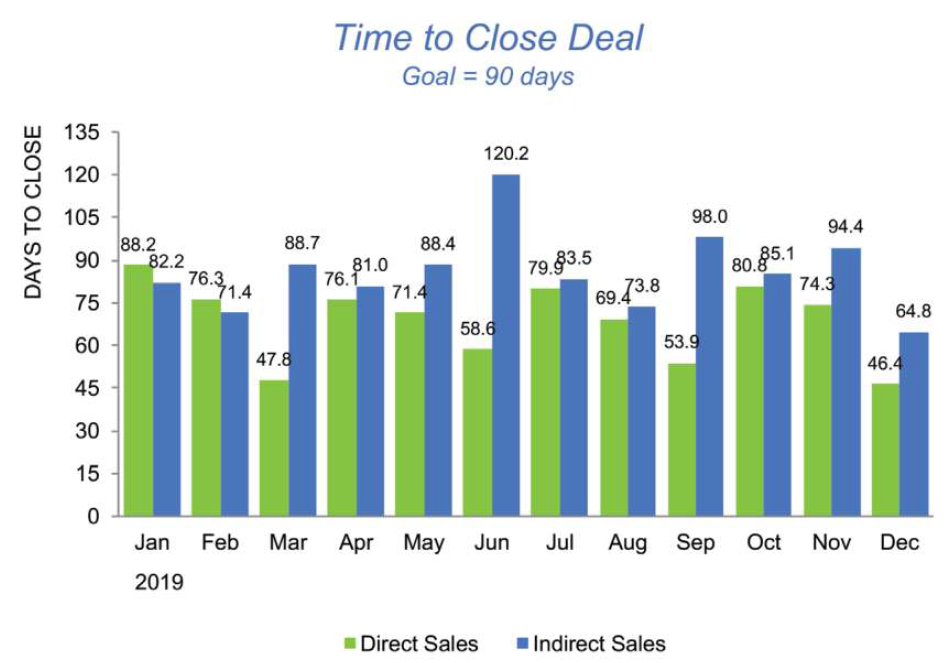 Time to Close Deal
Goal = 90 days
DAYS TO CLOSE
135
120
105
90
75
60
45
30
15
0
88.2 82.2 76.3 71.4 47.8 88.7 76.1 81.0 71.4 88.4 58.6 120.2 79.9 83.5 69.4 73.8 53.9 98.0 80.8 85.1 74.3 94.4 46.4 64.8
Jan Feb Mar Apr May Jun Jul Aug Sep Oct Nov Dec
2019
Direct Sales Indirect Sales